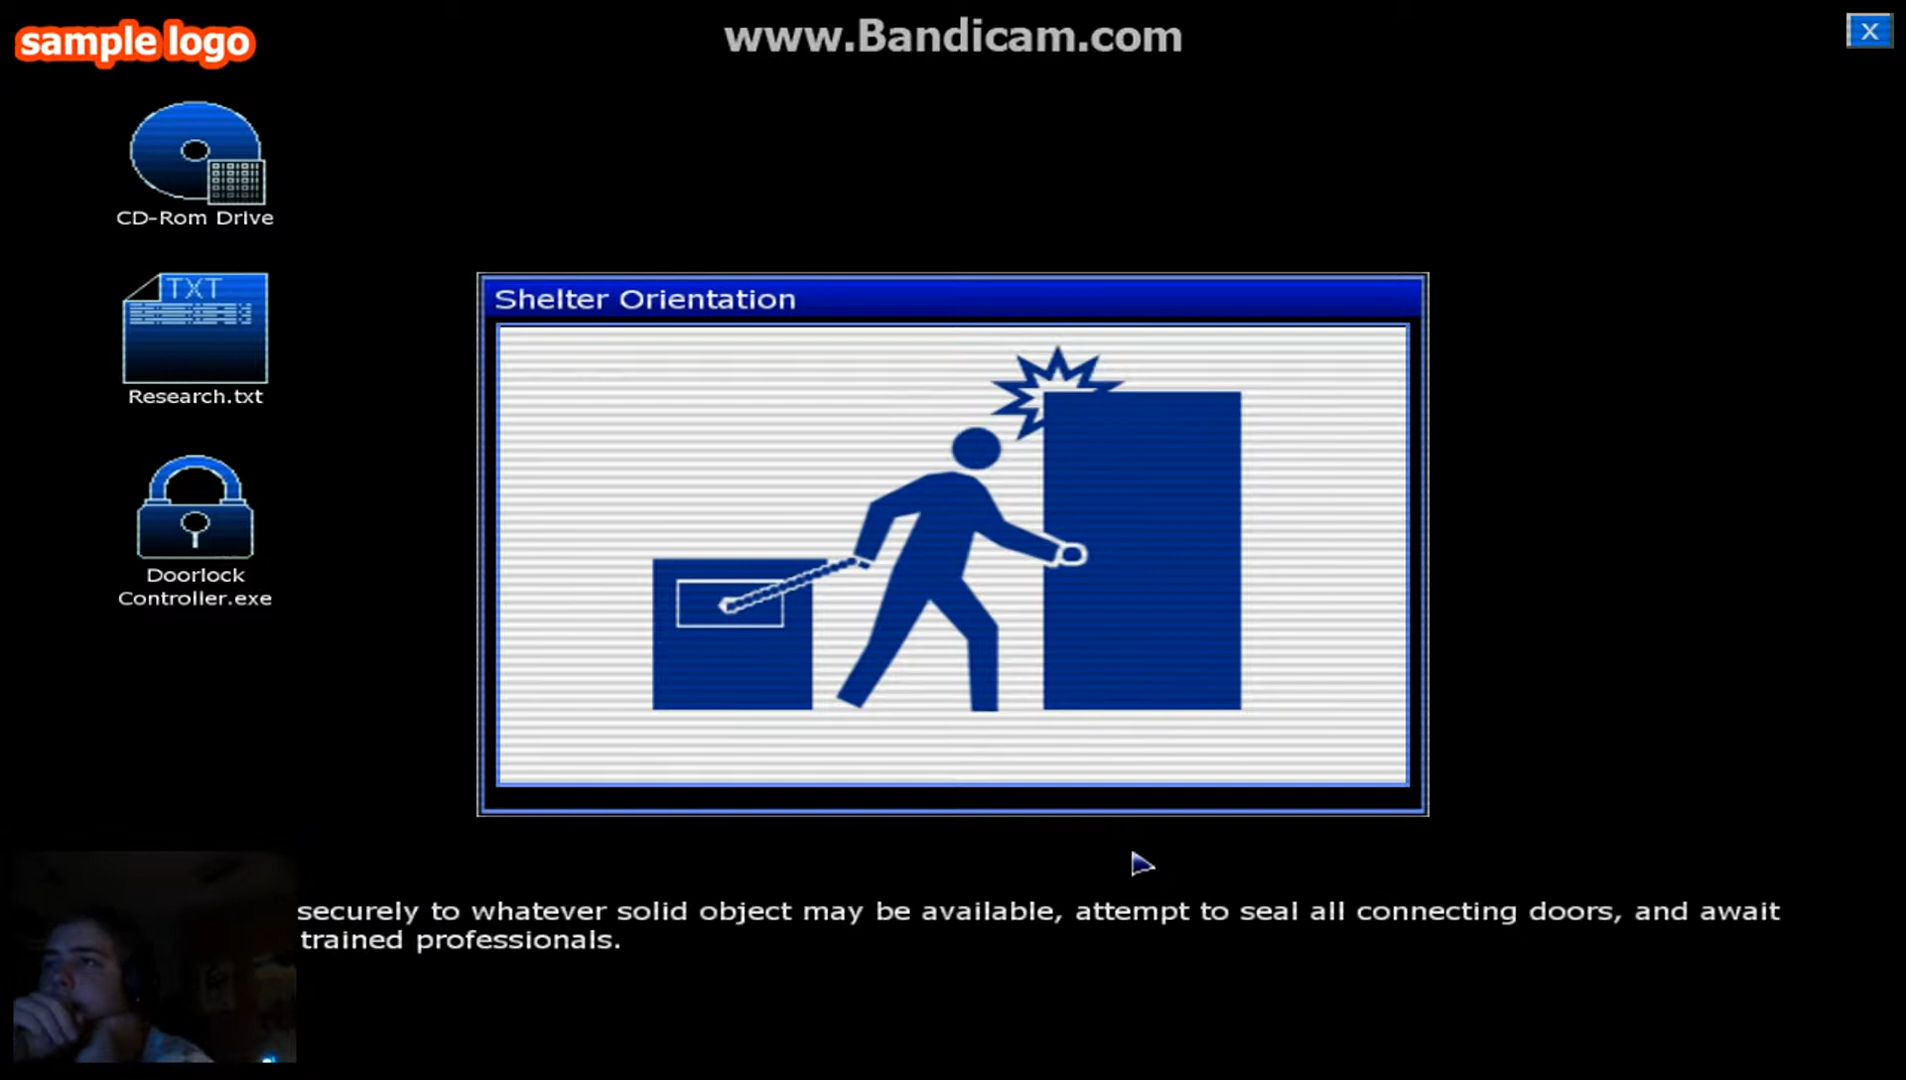 sample logo
www.Bandicam.com
X
CD-Rom Drive
TXT
Research.txt
Doorlock
Controller.exe
Shelter Orientation
securely to whatever solid object may be available, attempt to seal all connecting doors, and await
trained professionals.